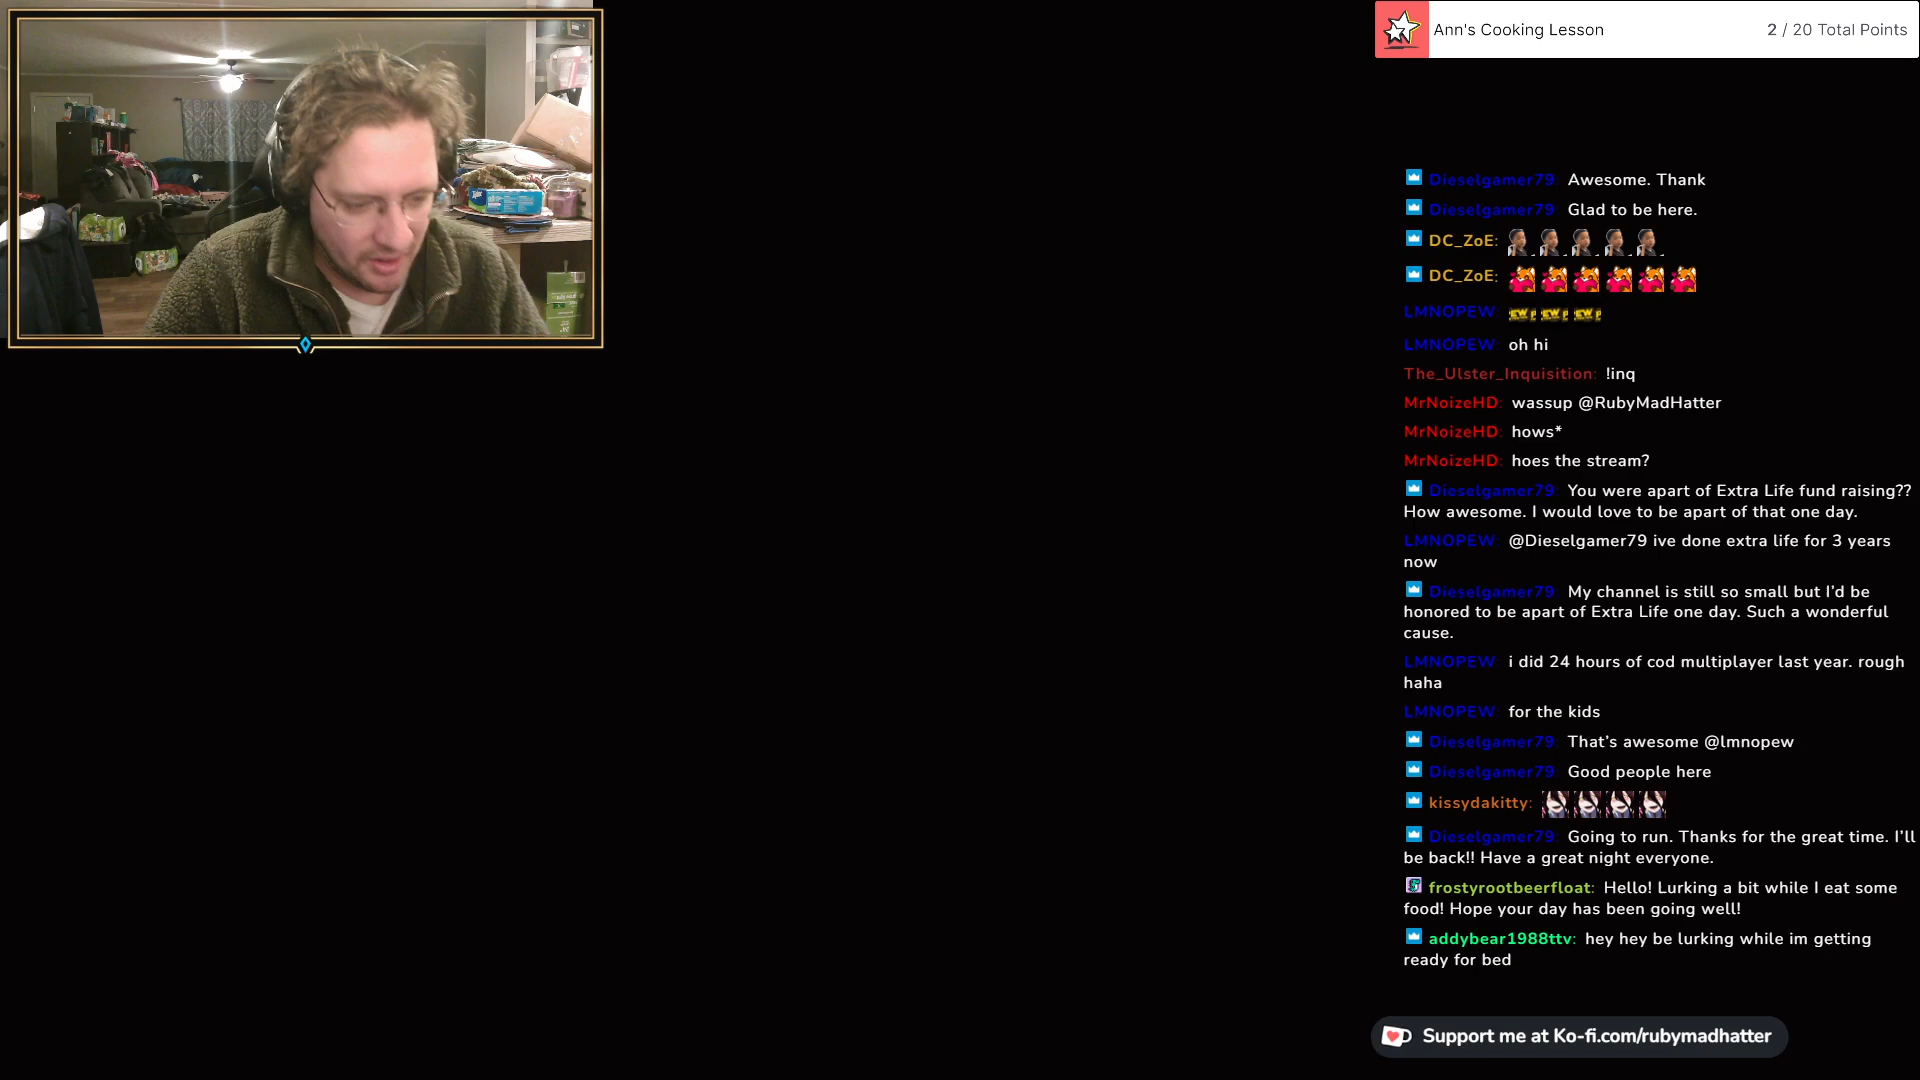 Ann's Cooking Lesson
2 / 20 Total Points
Dieselgamer79: Awesome. Thank
Dieselgamer79: Glad to be here.
DC_ZoE:
DC_ZoE:
LMNOPEW:
LMNOPEW: oh hi
The_Ulster_Inquisition: !inq
MrNoizeHD: wassup @RubyMadHatter
MrNoizeHD: hows*
MrNoizeHD: hoes the stream?
Dieselgamer79: You were apart of Extra Life fund raising??
How awesome. I would love to be apart of that one day.
LMNOPEW: @Dieselgamer79 ive done extra life for 3 years
now
Dieselgamer79: My channel is still so small but I’d be
honored to be apart of Extra Life one day. Such a wonderful
cause.
LMNOPEW: i did 24 hours of cod multiplayer last year. rough
haha
LMNOPEW: for the kids
Dieselgamer79: That’s awesome @lmnopew
Dieselgamer79: Good people here
kissydakitty:
Dieselgamer79: Going to run. Thanks for the great time. I’ll
be back!! Have a great night everyone.
frostyrootbeerfloat: Hello! Lurking a bit while I eat some
food! Hope your day has been going well!
addybear1988ttv: hey hey be lurking while im getting
ready for bed
Support me at Ko-fi.com/rubymadhatter